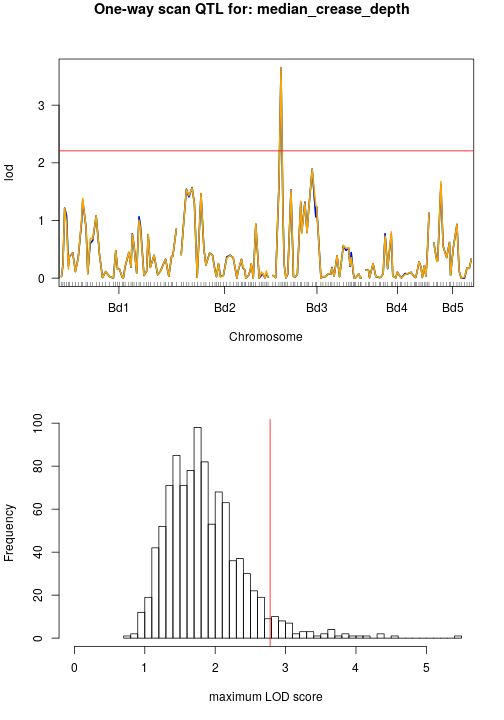 One-way scan QTL for: median_crease_depth
lod
3
2
1
0
Bd1 Bd2 Bd3 Bd4 Bd5
Chromosome
Frequency
100
80
60
40
20
0
0 1 2 3 4 5
maximum LOD score